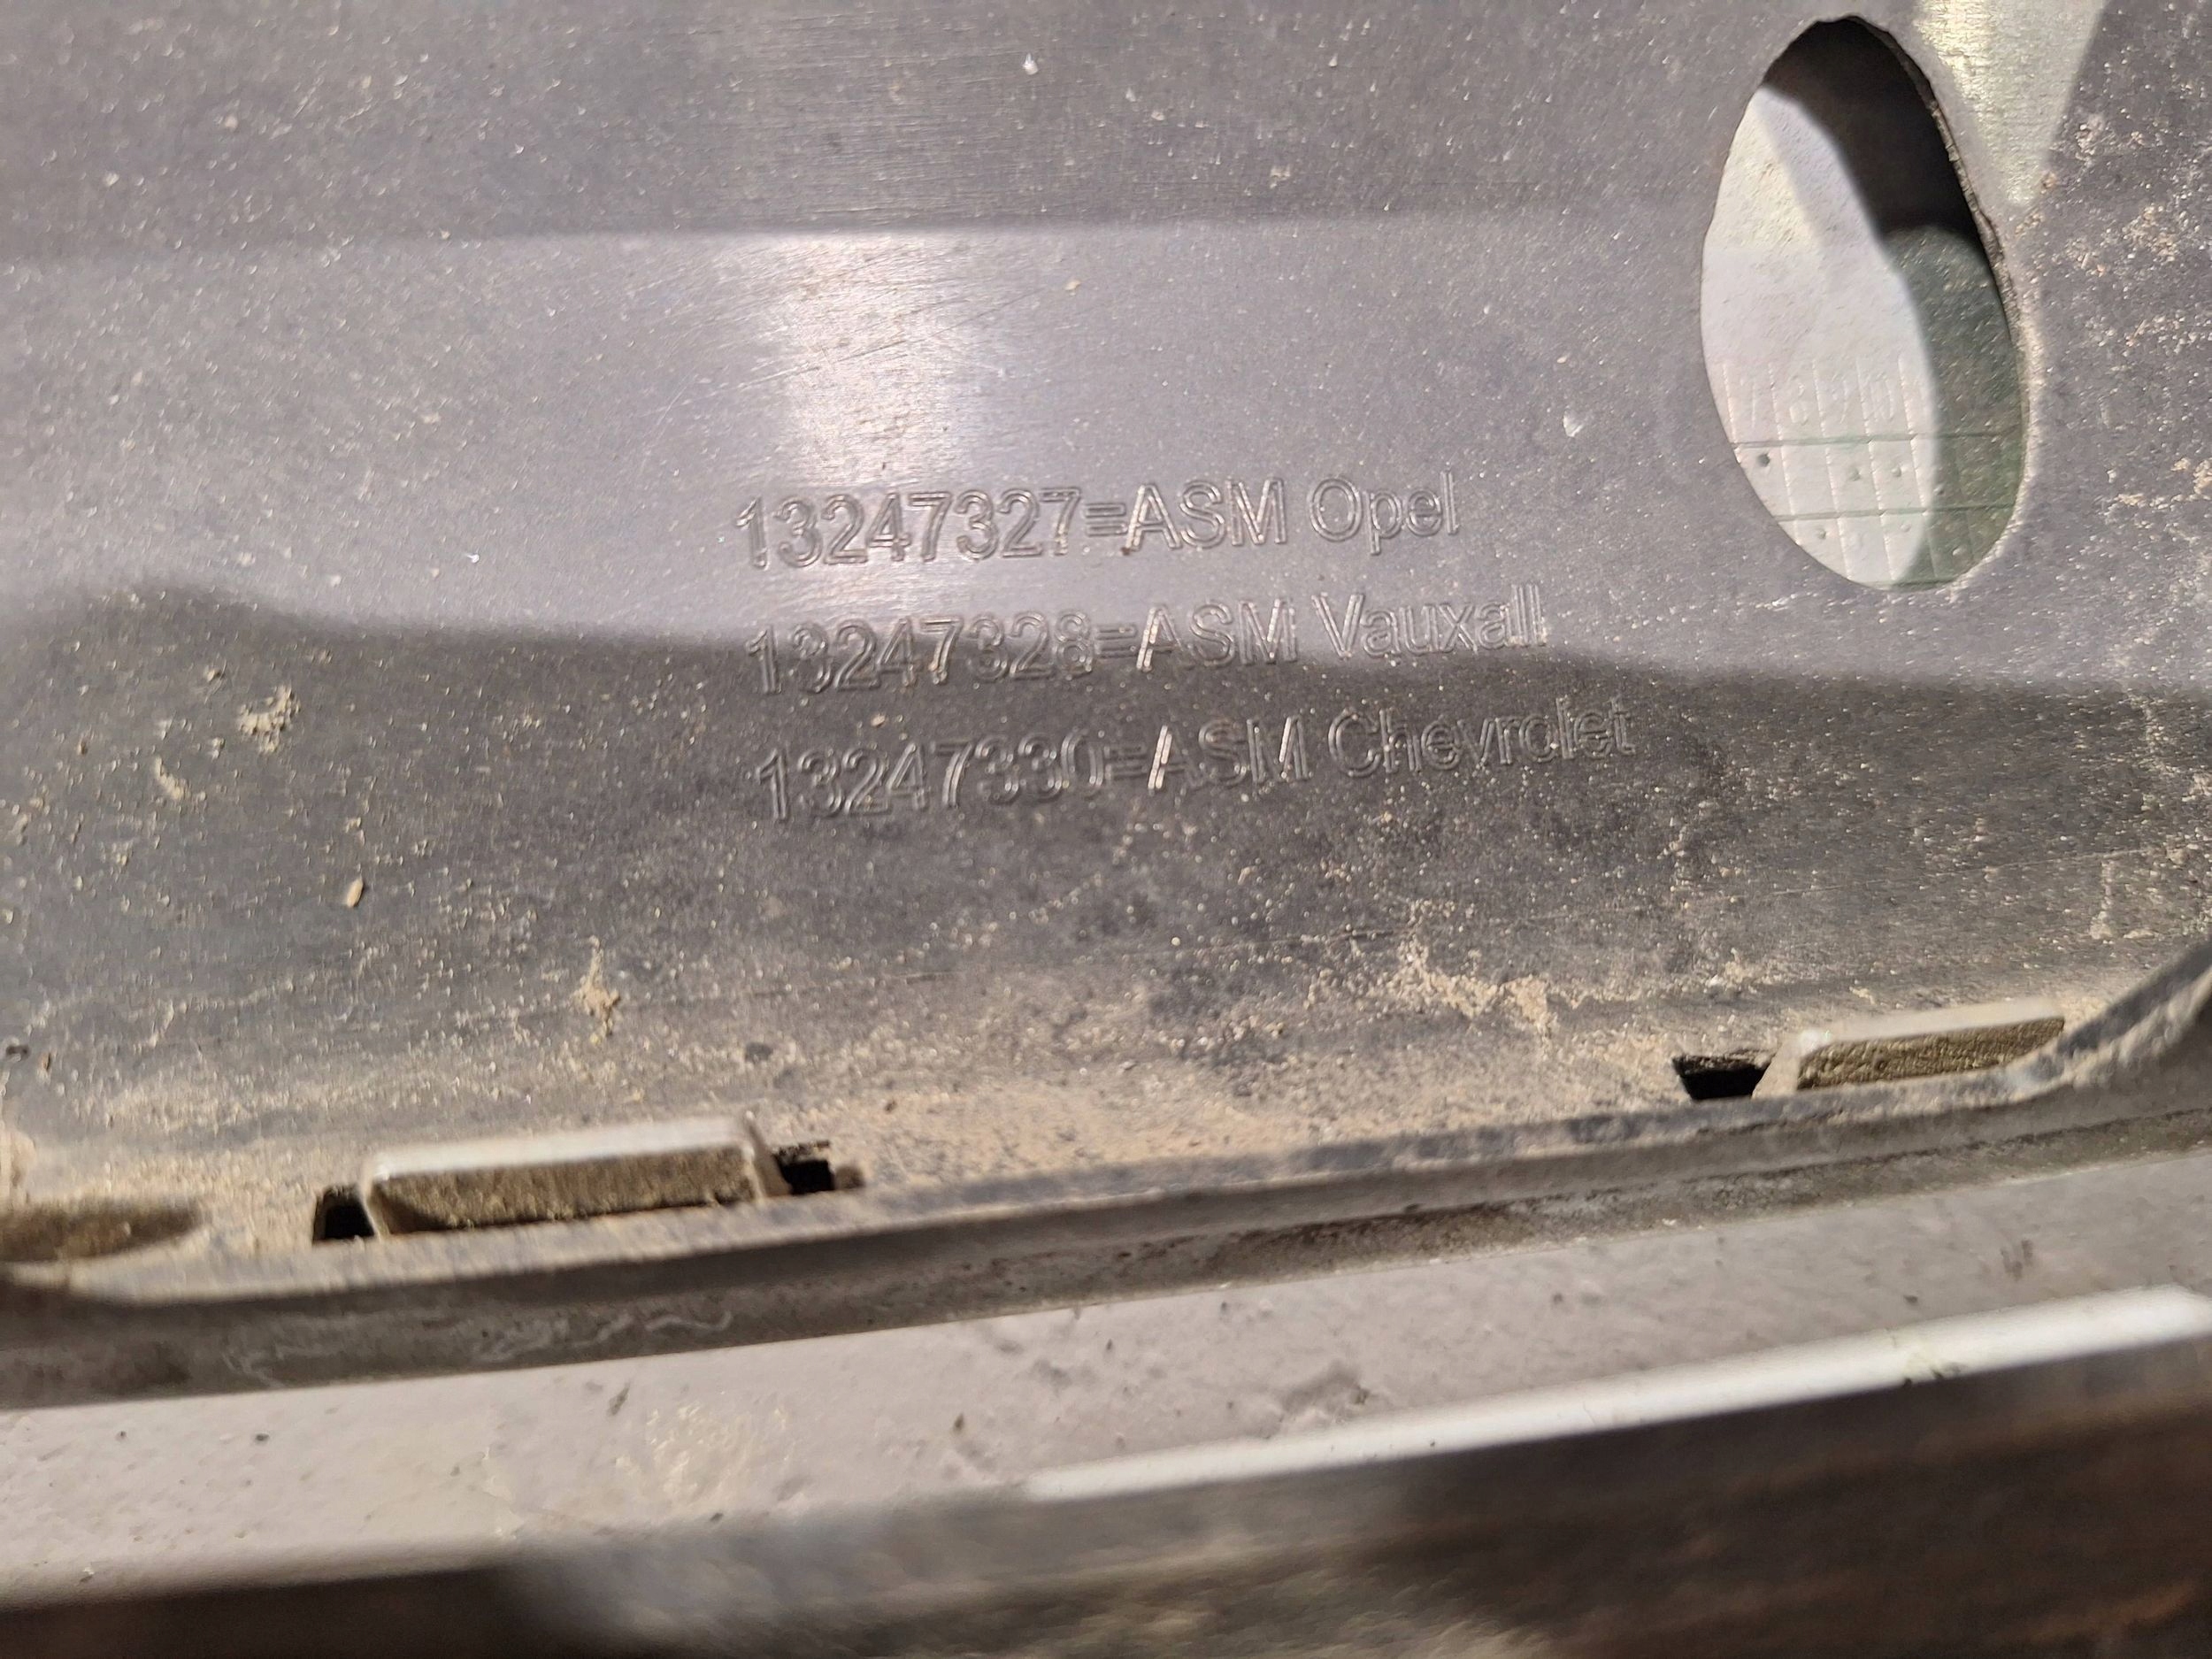 13247327=ASM Opel
13247328=ASM Vauxall
13247330=ASM Chevrolet